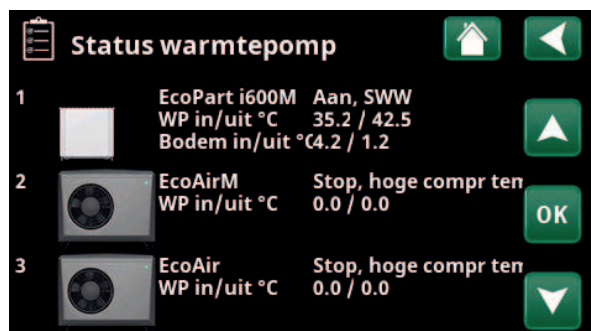 Status warmtepomp
1 EcoPart i600M Aan, SWW
WP in/uit °C 35.2 / 42.5
Bodem in/uit °C4.2 / 1.2
2 EcoAirM Stop, hoge compr tem
WP in/uit °C 0.0 / 0.0
OK
3 EcoAir Stop, hoge compr tem
WP in/uit °C 0.0 / 0.0